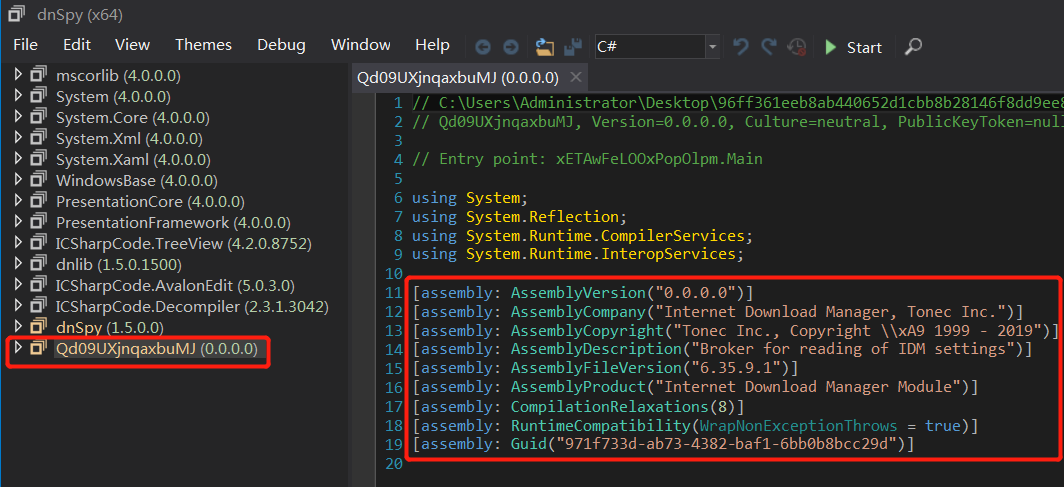 dnSpy (x64)
File Edit View Themes Debug Window Help C# Start
mscorlib (4.0.0.0)
System (4.0.0.0)
System.Core (4.0.0.0)
System.Xml (4.0.0.0)
System.Xaml (4.0.0.0)
WindowsBase (4.0.0.0)
PresentationCore (4.0.0.0)
PresentationFramework (4.0.0.0)
ICSharpCode.TreeView (4.2.0.8752)
dnlib (1.5.0.1500)
ICSharpCode.AvalonEdit (5.0.3.0)
ICSharpCode.Decompiler (2.3.1.3042)
dnSpy (1.5.0.0)
Qd09UXjnqaxbuMJ (0.0.0.0)
Qd09UXjnqaxbuMJ (0.0.0.0)
1 // C:\Users\Administrator\Desktop\96ff361eeb8ab440652d1cbb8b28146f8dd9ee8
2 // Qd09UXjnqaxbuMJ, Version=0.0.0.0, Culture=neutral, PublicKeyToken=null
3
4 // Entry point: xETAwFeLOOxPopOlpm.Main
5
6 using System;
7 using System.Reflection;
8 using System.Runtime.CompilerServices;
9 using System.Runtime.InteropServices;
10
11 [assembly: AssemblyVersion("0.0.0.0")]
12 [assembly: AssemblyCompany("Internet Download Manager, Tonec Inc.")]
13 [assembly: AssemblyCopyright("Tonec Inc., Copyright \\xA9 1999 - 2019")]
14 [assembly: AssemblyDescription("Broker for reading of IDM settings")]
15 [assembly: AssemblyFileVersion("6.35.9.1")]
16 [assembly: AssemblyProduct("Internet Download Manager Module")]
17 [assembly: CompilationRelaxations(8)]
18 [assembly: RuntimeCompatibility(WrapNonExceptionThrows = true)]
19 [assembly: Guid("971f733d-ab73-4382-baf1-6bb0b8bcc29d")]
20